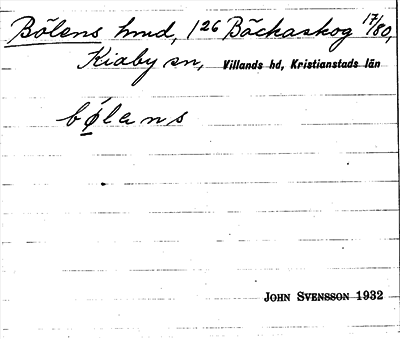 Bölens hmd, 126 Bäckaskog 17/80,
Kiaby sn, Villands hd, Kristianstads län
bø̀lans
JOHN SVENSSON 1932